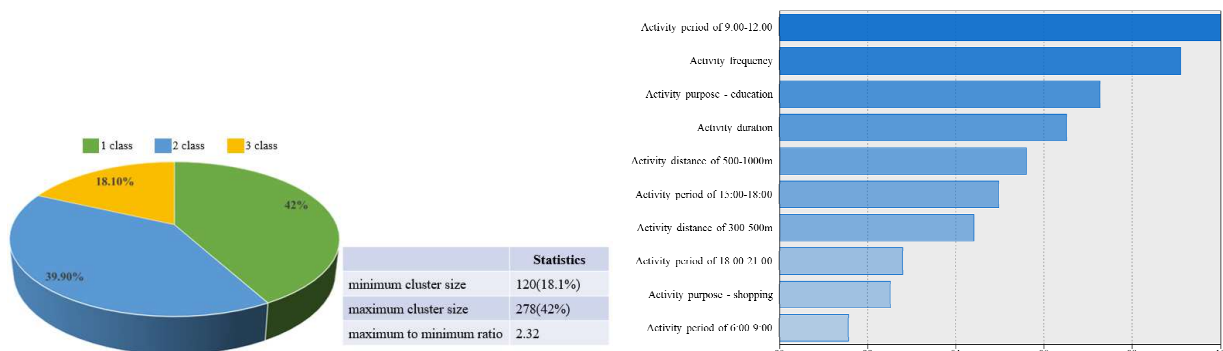 1 class 2 class 3 class
18.10%
42%
39.90%
Statistics
minimum cluster size 120(18.1%)
maximum cluster size 278(42%)
maximum to minimum ratio 2.32
Activity period of 9:00-12:00
Activity frequency
Activity purpose - education
Activity duration
Activity distance of 500-1000m
Activity period of 15:00-18:00
Activity distance of 300-500m
Activity period of 18:00-21:00
Activity purpose - shopping
Activity period of 6:00-9:00